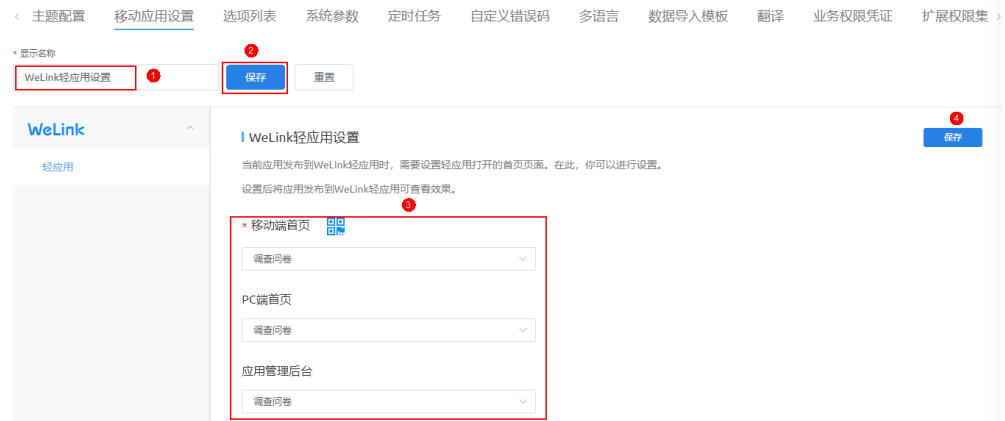 主题配置 移动应用设置 选项列表 系统参数 定时任务 自定义错误码 多语言 数据导入模板 翻译 业务权限凭证 扩展权限集
* 显示名称
2
WeLink轻应用设置 1 保存 重置
WeLink
轻应用
WeLink轻应用设置
4
保存
当前应用发布到WeLink轻应用时，需要设置轻应用打开的首页页面。在此，你可以进行设置。
设置后将应用发布到WeLink轻应用可查看效果。
3
* 移动端首页
调查问卷
PC端首页
调查问卷
应用管理后台
调查问卷